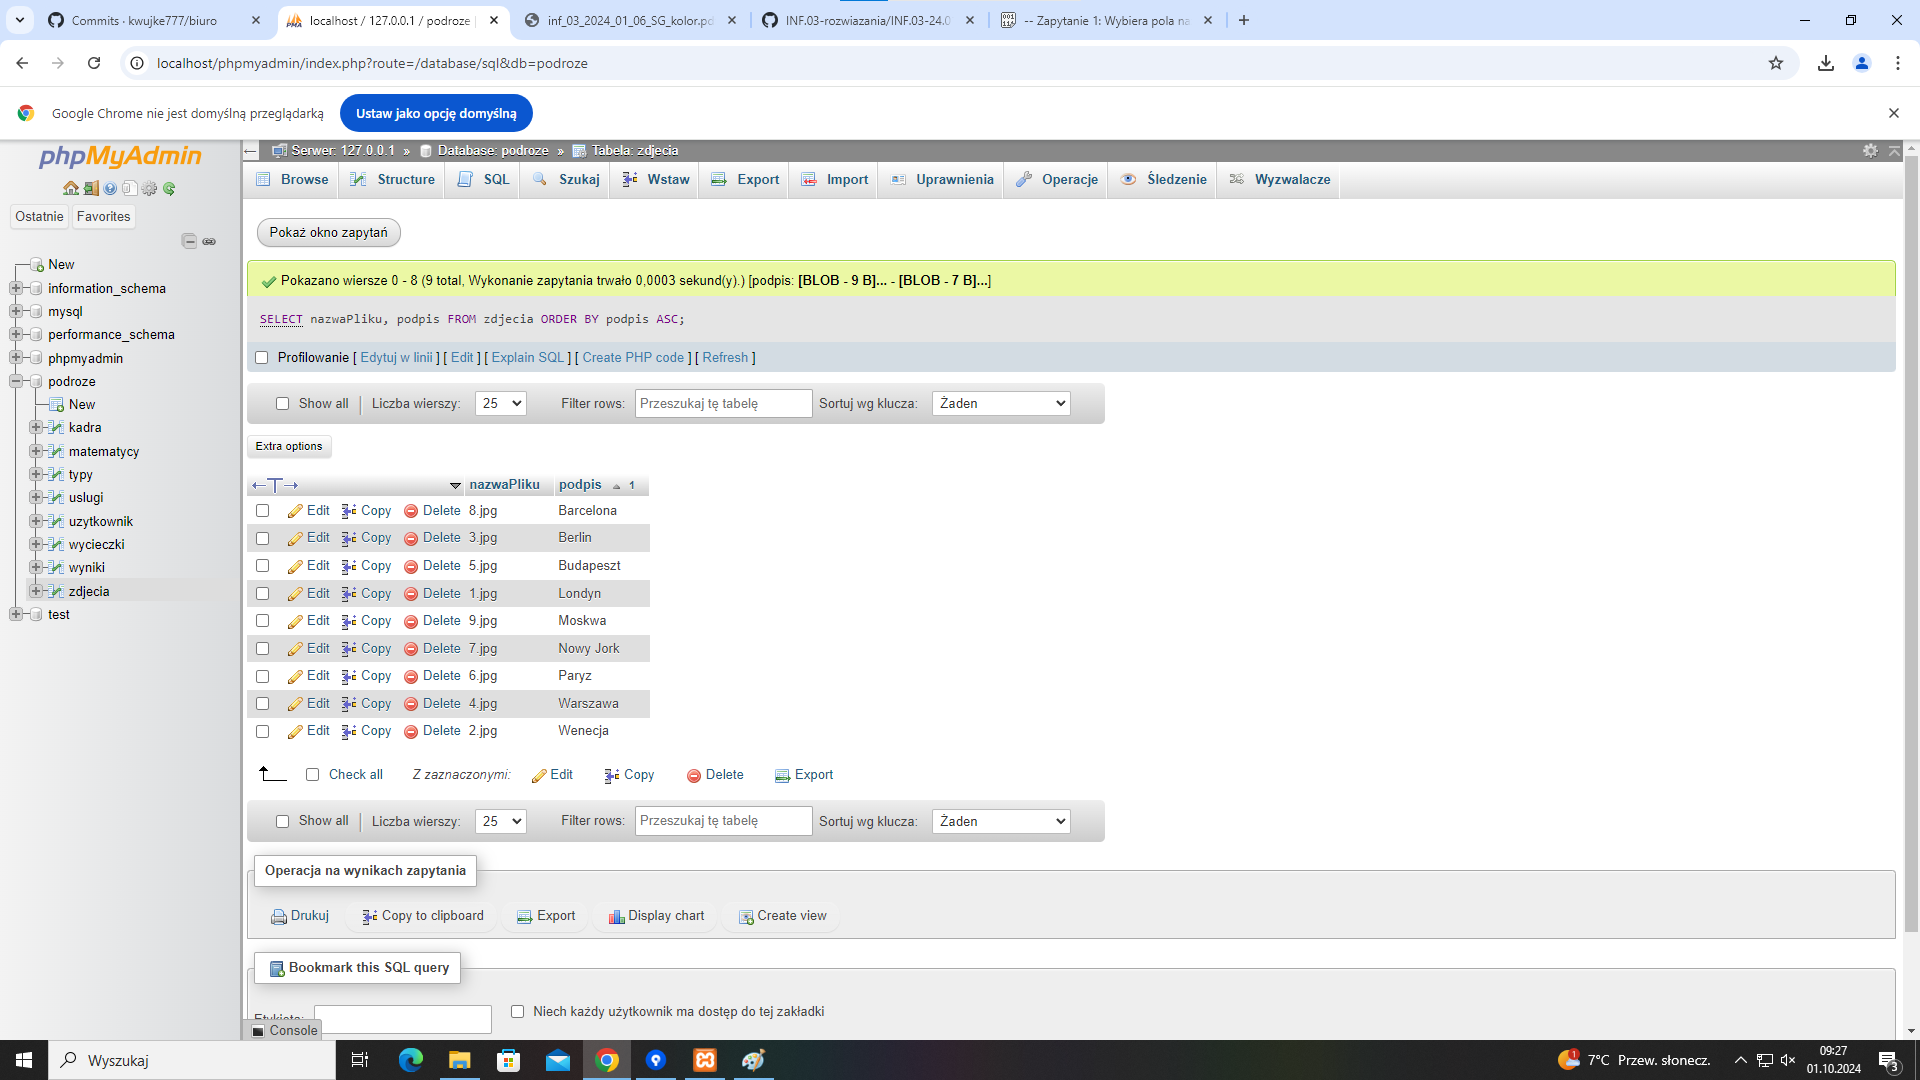 Commits · kwujke777/biuro
localhost / 127.0.0.1 / podroze |
inf_03_2024_01_06_SG_kolor.pd
INF.03-rozwiazania/INF.03-24.0
-- Zapytanie 1: Wybiera pola na
localhost/phpmyadmin/index.php?route=/database/sql&db=podroze
Google Chrome nie jest domyślną przeglądarką
Ustaw jako opcję domyślną
phpMyAdmin
Ostatnie
Favorites
New
information_schema
mysql
performance_schema
phpmyadmin
podroze
New
kadra
matematycy
typy
uslugi
uzytkownik
wycieczki
wyniki
zdjecia
test
Serwer: 127.0.0.1 » Database: podroze » Tabela: zdjecia
Browse Structure SQL Szukaj Wstaw Export Import Uprawnienia Operacje Śledzenie Wyzwalacze
Pokaż okno zapytań
Pokazano wiersze 0 - 8 (9 total, Wykonanie zapytania trwało 0,0003 sekund(y).) [podpis: [BLOB - 9 B]... - [BLOB - 7 B]...]
SELECT nazwaPliku, podpis FROM zdjecia ORDER BY podpis ASC;
Profilowanie [ Edytuj w linii ] [ Edit ] [ Explain SQL ] [ Create PHP code ] [ Refresh ]
Show all Liczba wierszy: 25 Filter rows: Przeszukaj tę tabelę Sortuj wg klucza: Żaden
Extra options
nazwaPliku podpis 1
Edit Copy Delete 8.jpg Barcelona
Edit Copy Delete 3.jpg Berlin
Edit Copy Delete 5.jpg Budapeszt
Edit Copy Delete 1.jpg Londyn
Edit Copy Delete 9.jpg Moskwa
Edit Copy Delete 7.jpg Nowy Jork
Edit Copy Delete 6.jpg Paryz
Edit Copy Delete 4.jpg Warszawa
Edit Copy Delete 2.jpg Wenecja
Check all Z zaznaczonymi: Edit Copy Delete Export
Show all Liczba wierszy: 25 Filter rows: Przeszukaj tę tabelę Sortuj wg klucza: Żaden
Operacja na wynikach zapytania
Drukuj Copy to clipboard Export Display chart Create view
Bookmark this SQL query
Etykieta: Niech każdy użytkownik ma dostęp do tej zakładki
Console
Wyszukaj
1
7°C Przew. słonecz.
09:27
01.10.2024
3